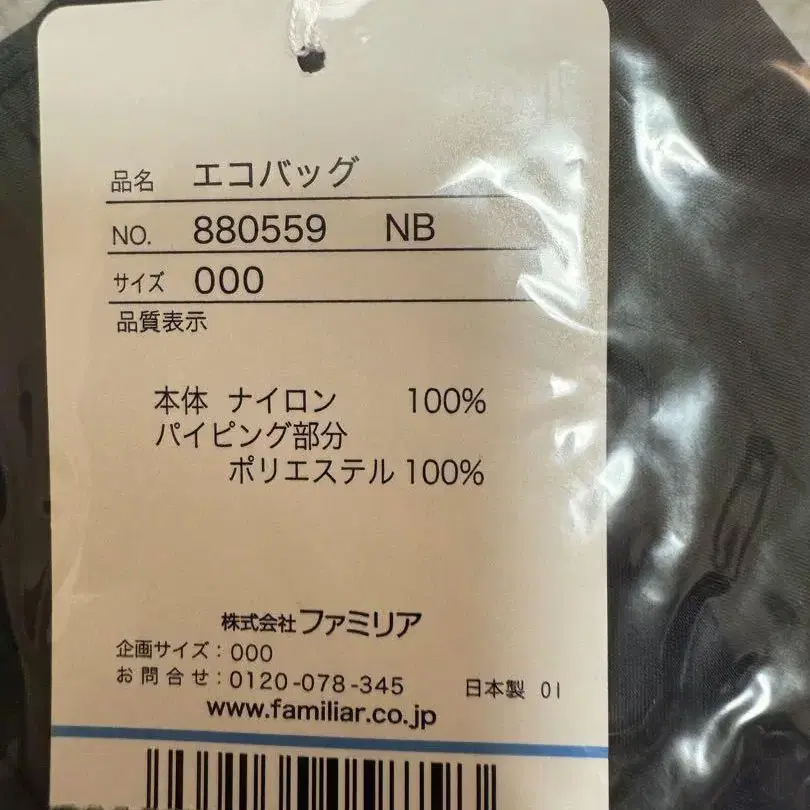 品名 エコバッグ
NO. 880559 NB
サイズ 000
品質表示
本体 ナイロン 100%
パイピング部分
ポリエステル 100%
株式会社ファミリア
企画サイズ：000
お問合せ：0120-078-345 日本製 01
www.familiar.co.jp